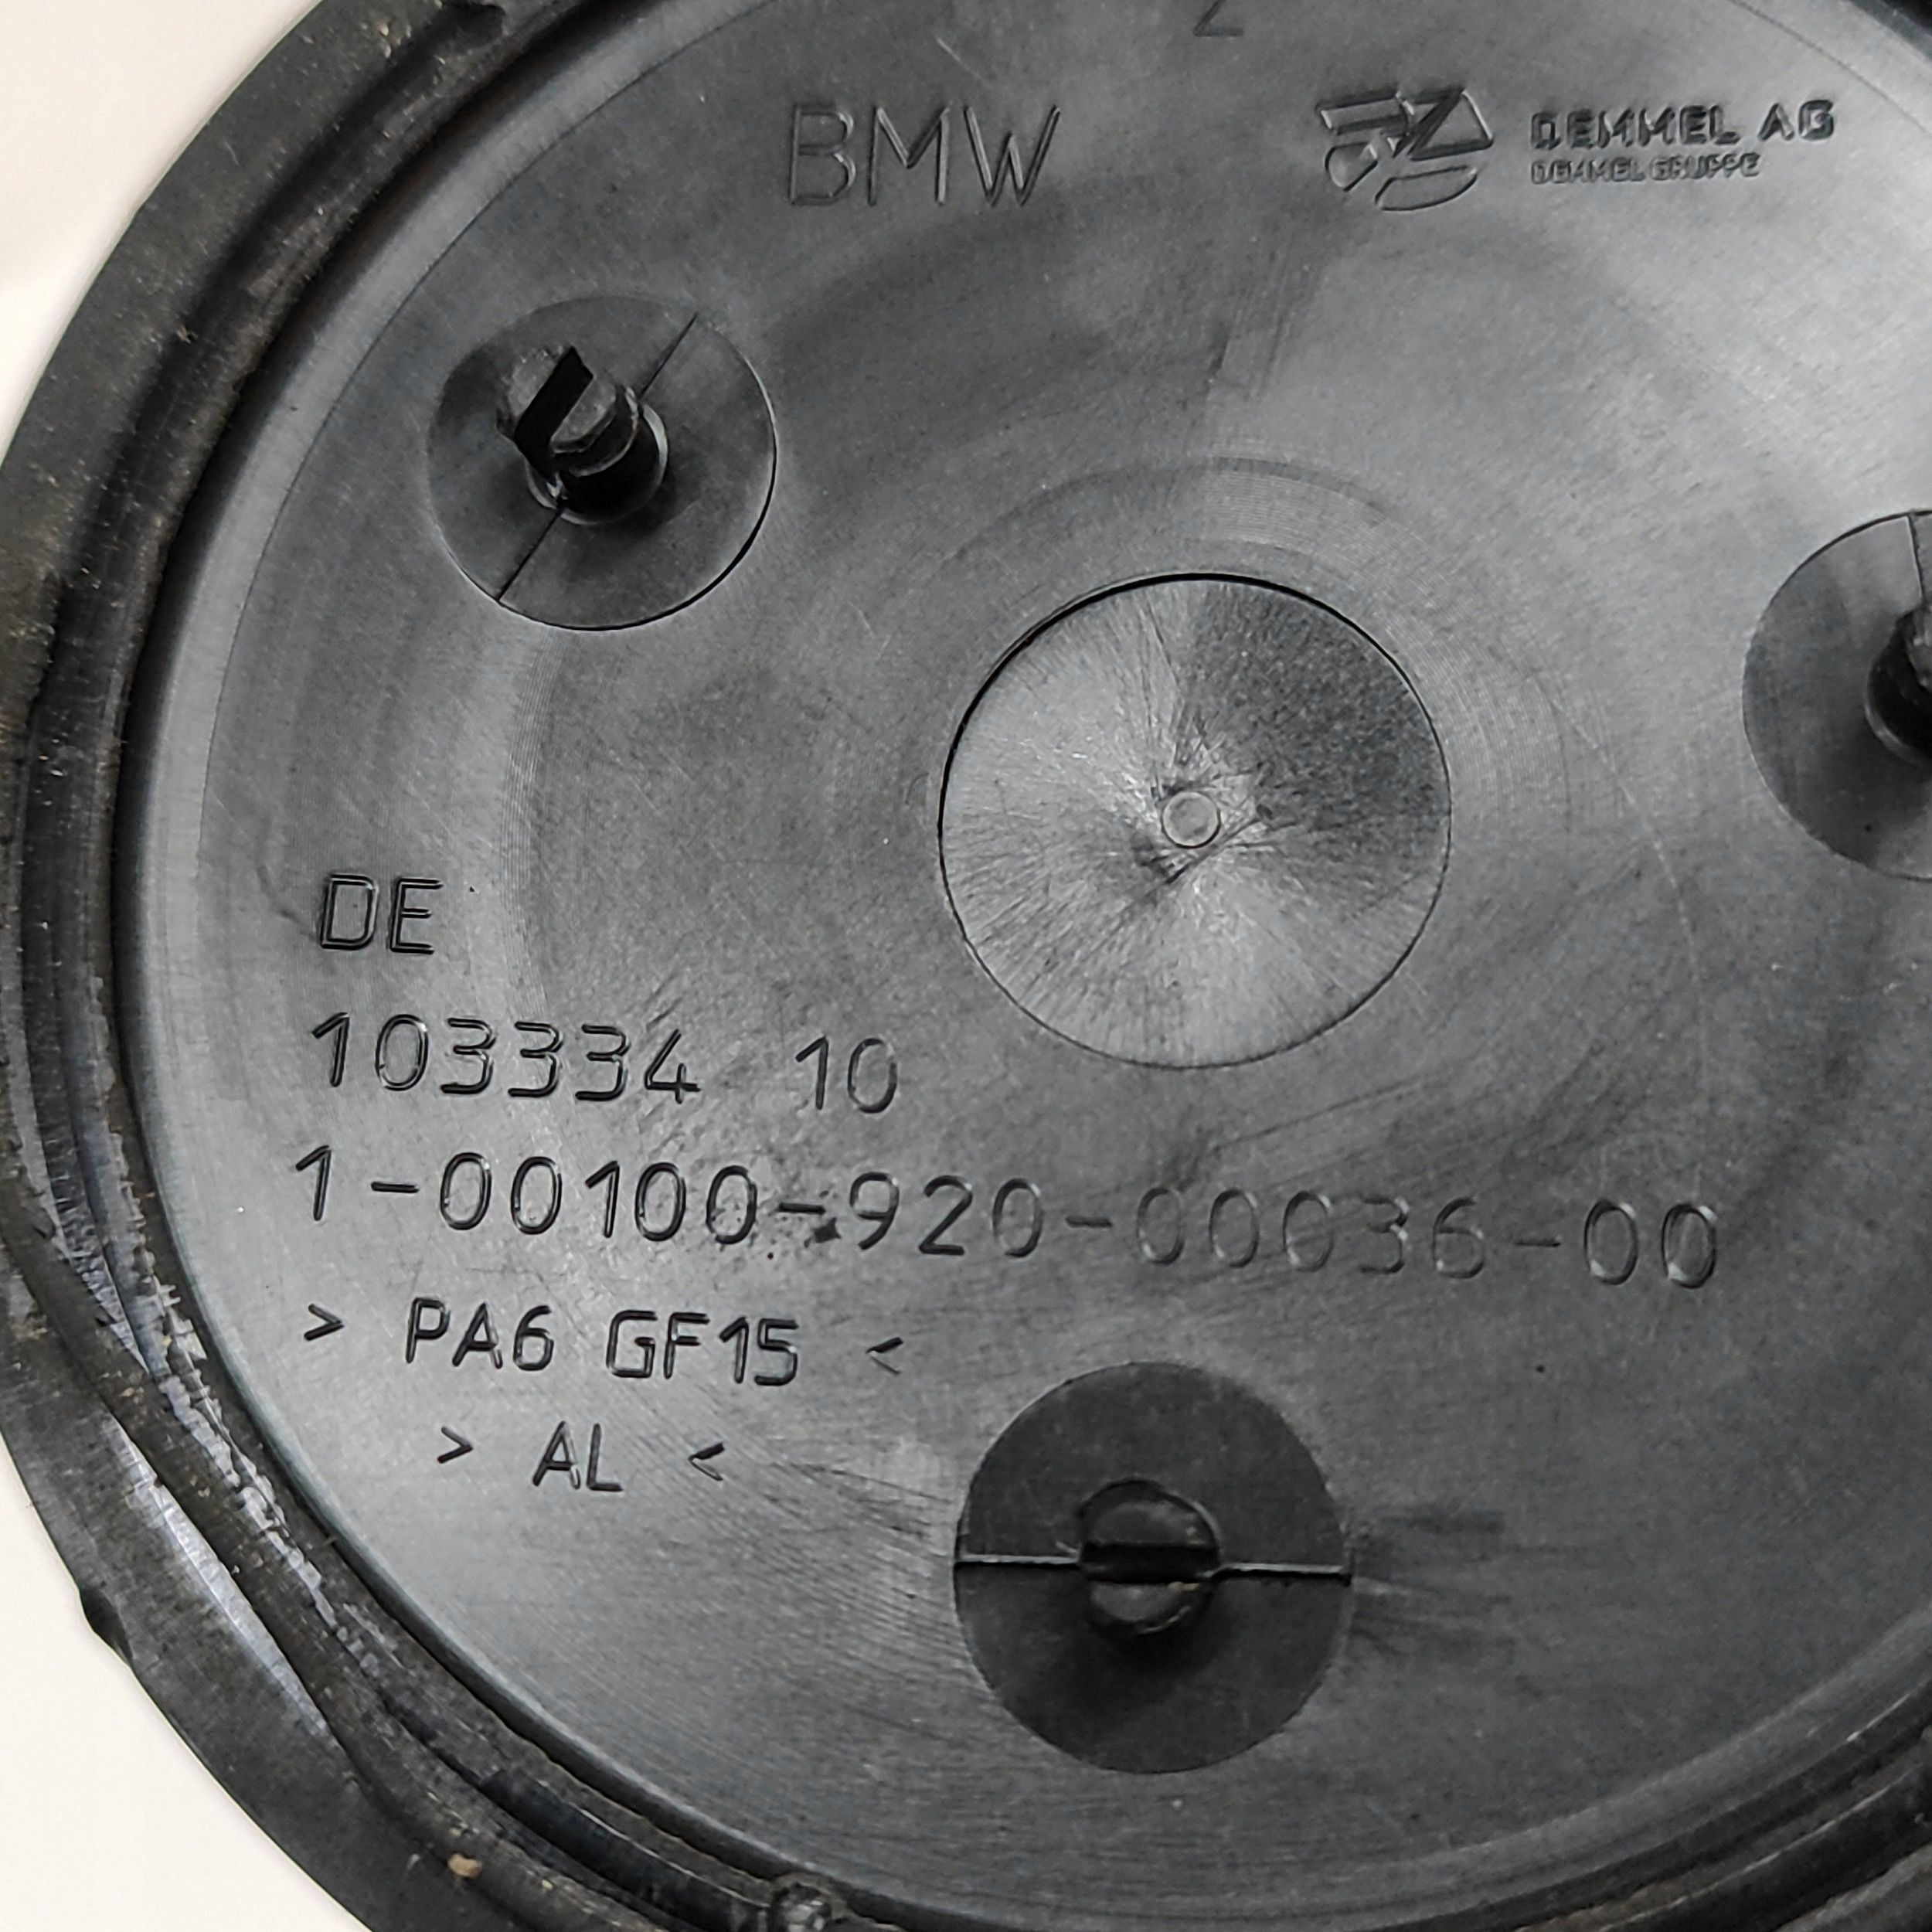 BMW
DEMMEL AG
DEMMEL GRUPPE
DE
103334 10
1-00100-920-00036-00
> PA6 GF15 <
> AL <